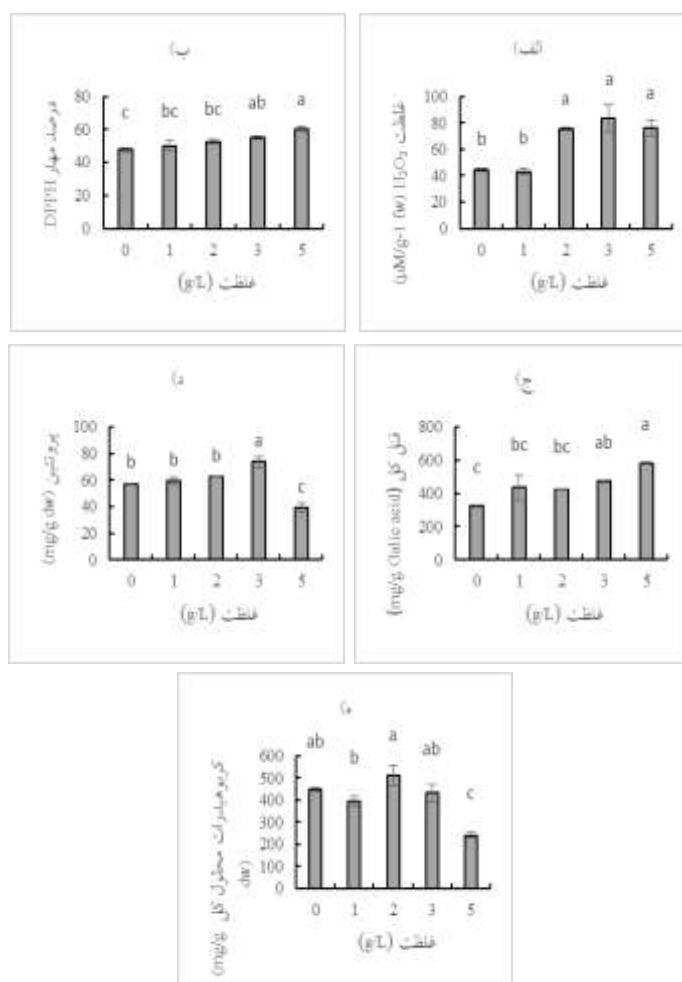 الف)
غلظت H₂O₂ (µM/g-1 fw)
100
80
60
40
20
0
b b a a a
0 1 2 3 5
غلظت (g/L)
ب)
درصد مهار DPPH
80
60
40
20
0
c bc bc ab a
0 1 2 3 5
غلظت (g/L)
ج)
فنل کل (mg/g Galic acid)
800
600
400
200
0
c bc bc ab a
0 1 2 3 5
غلظت (g/L)
د)
پروتئین (mg/g dw)
100
80
60
40
20
0
b b b a c
0 1 2 3 5
غلظت (g/L)
ه)
کربوهیدرات محلول کل (mg/g
dw)
600
500
400
300
200
100
0
ab b a ab c
0 1 2 3 5
غلظت (g/L)